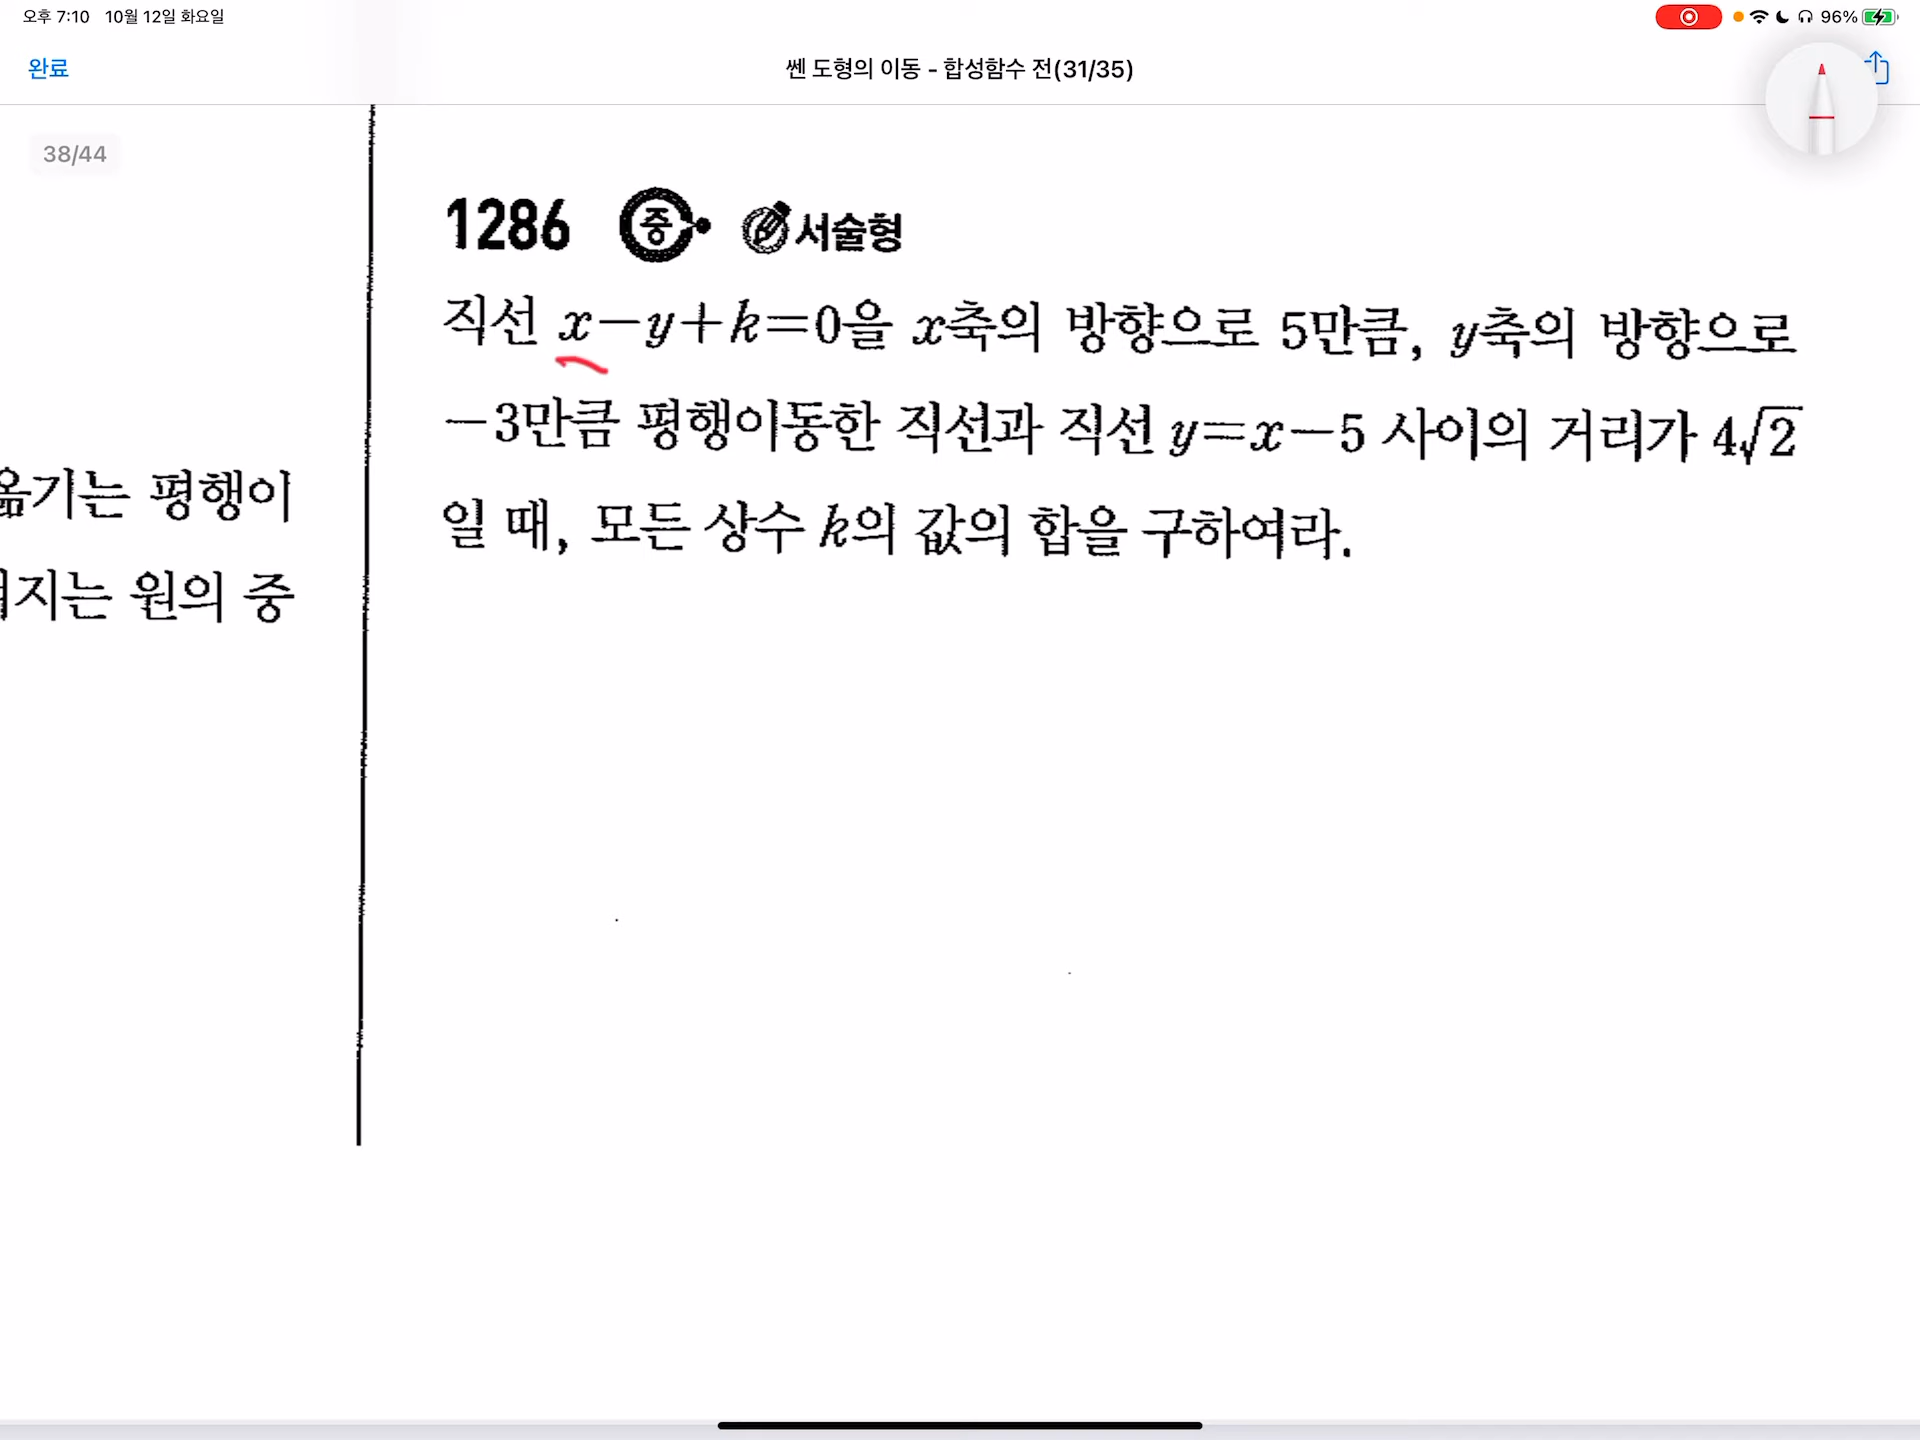 오후 7:10 10월 12일 화요일
96%
완료
쎈 도형의 이동 - 합성함수 전(31/35)
38/44
옮기는 평행이
지는 원의 중
1286 중 서술형
직선 x-y+k=0을 x축의 방향으로 5만큼, y축의 방향으로
-3만큼 평행이동한 직선과 직선 y=x-5 사이의 거리가 4√2
일 때, 모든 상수 k의 값의 합을 구하여라.